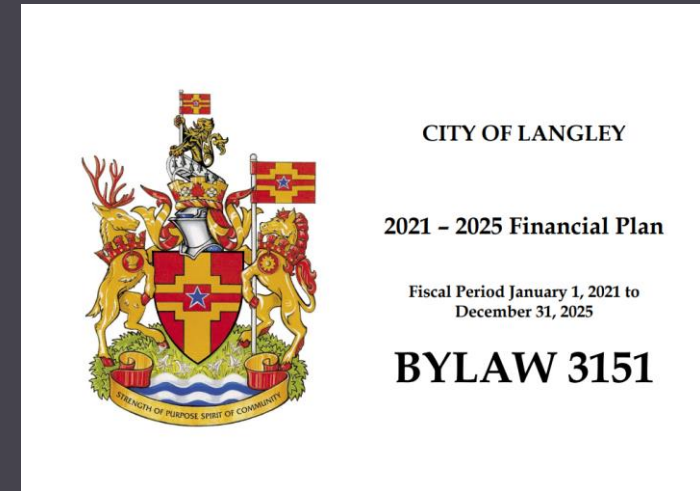 CITY OF LANGLEY
2021 – 2025 Financial Plan
Fiscal Period January 1, 2021 to
December 31, 2025
BYLAW 3151
STRENGTH OF PURPOSE SPIRIT OF COMMUNITY